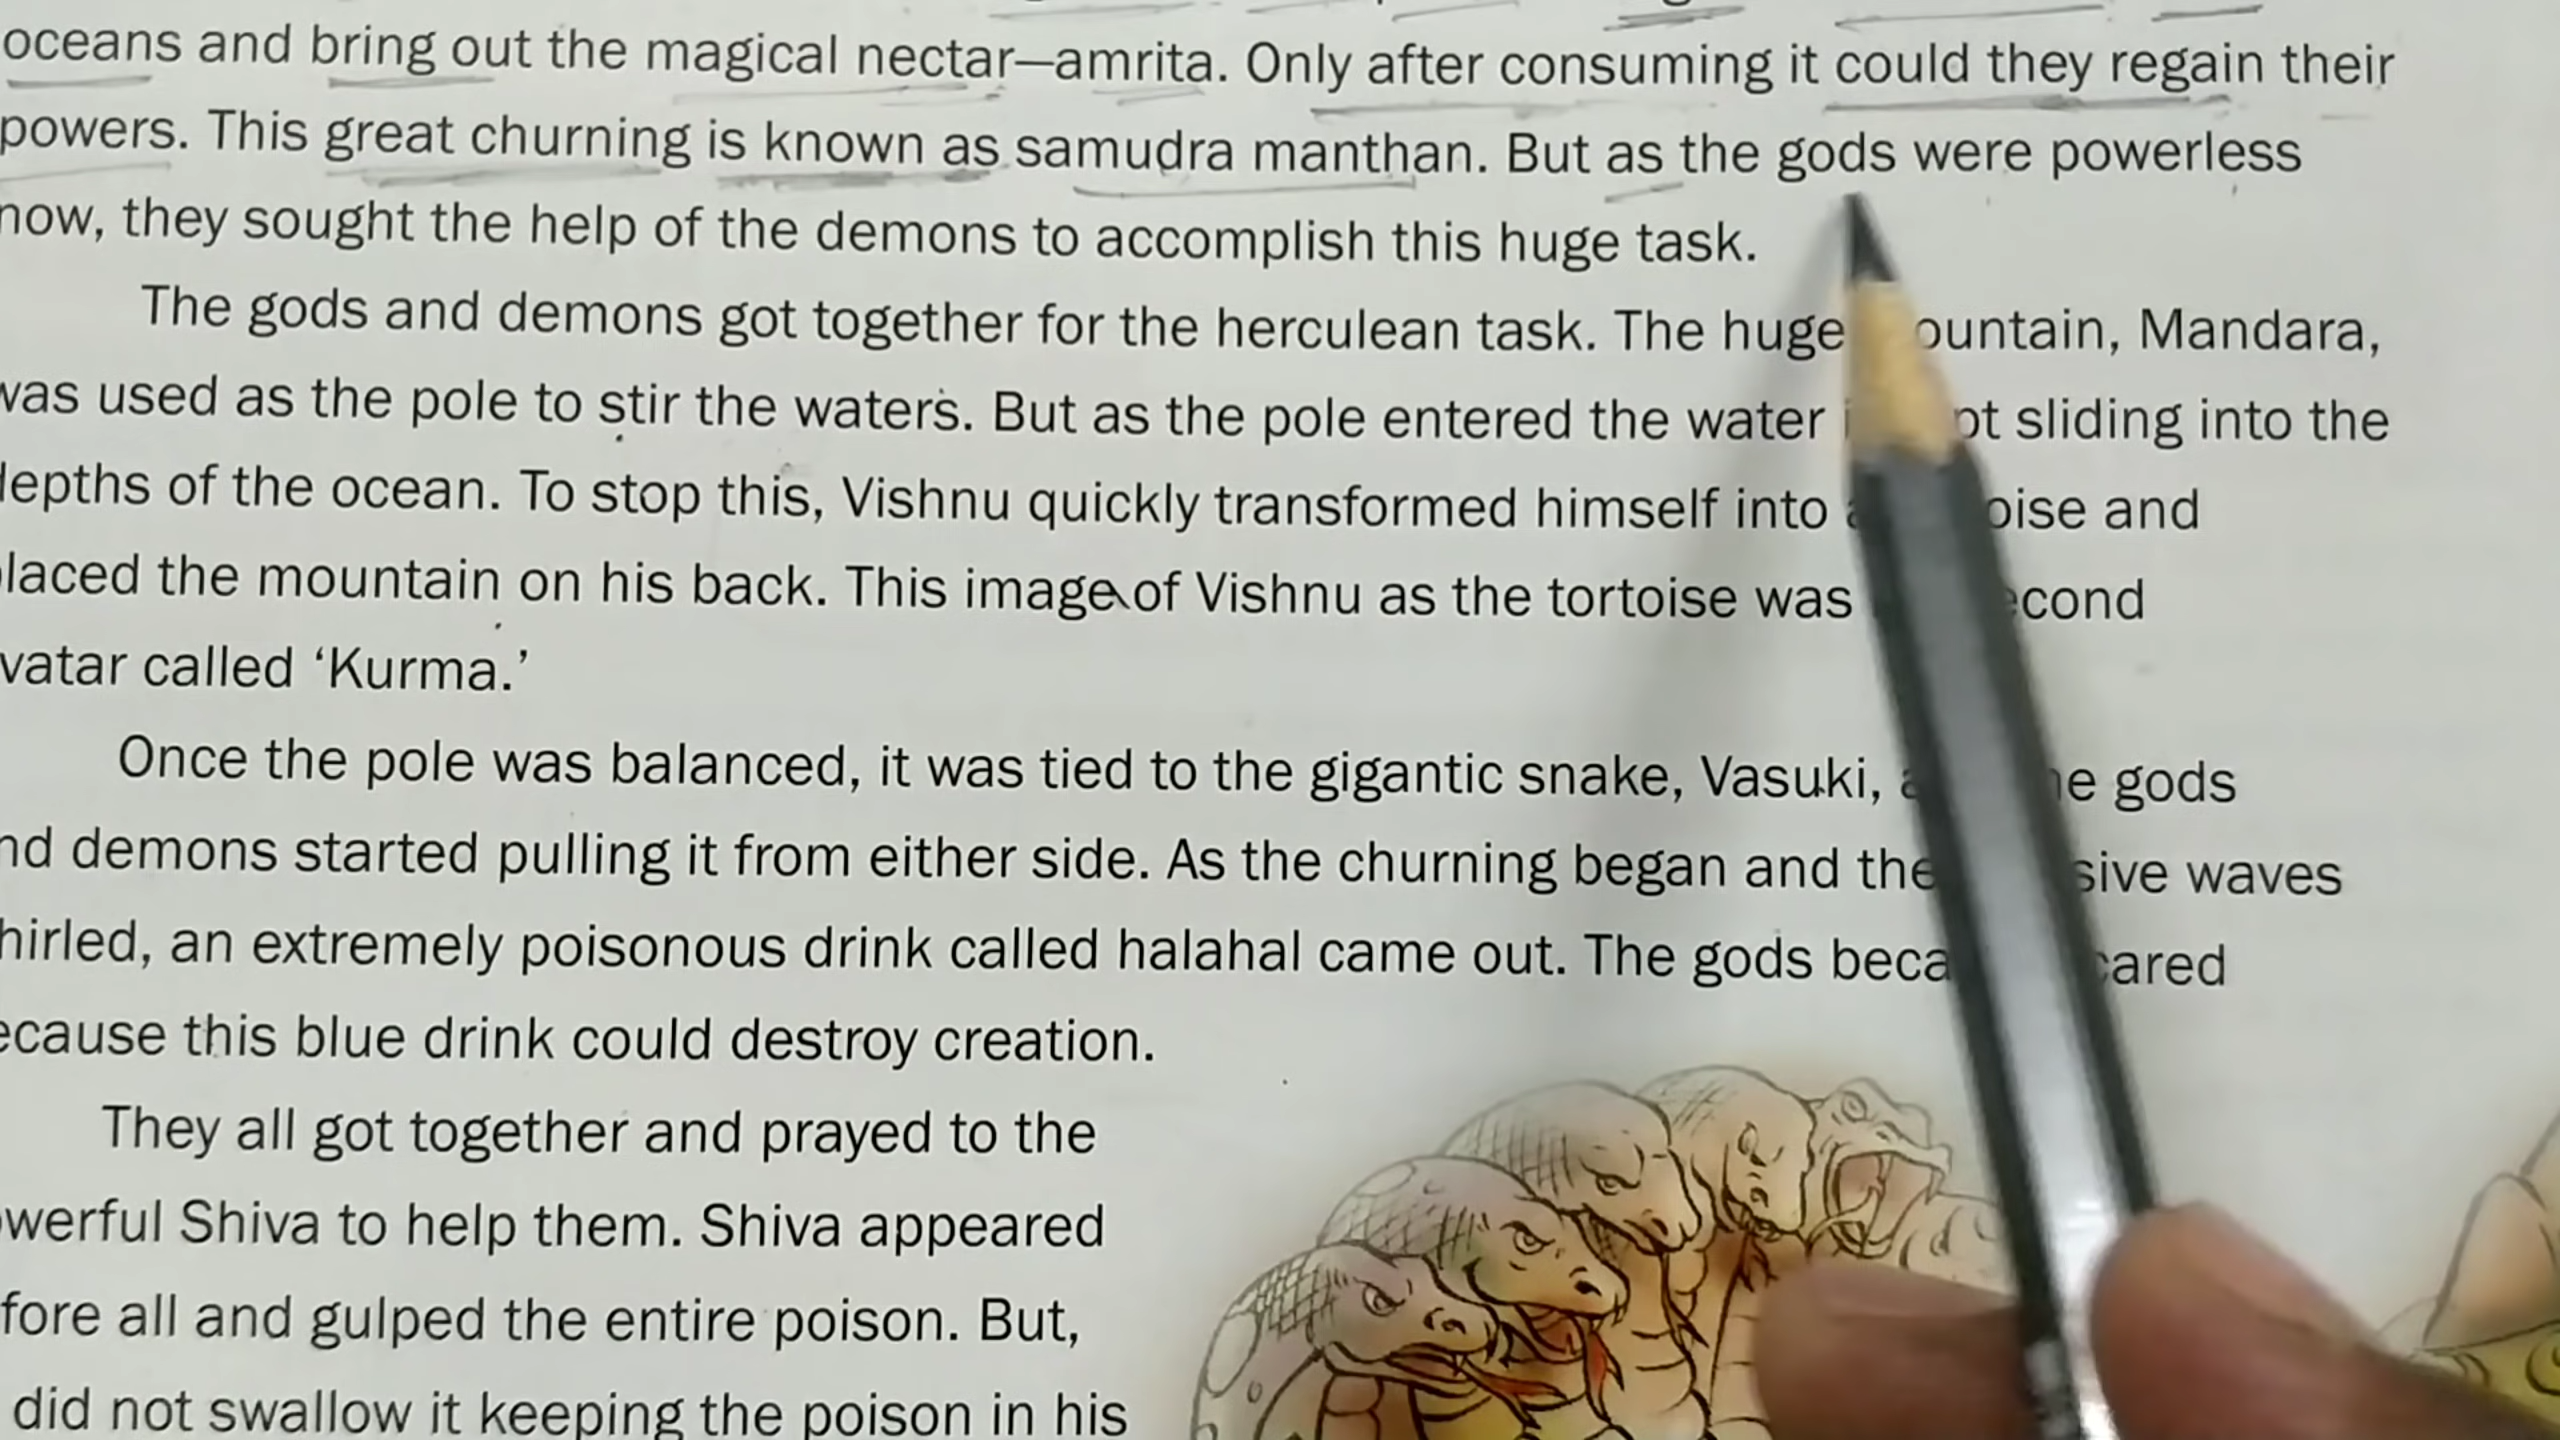 oceans and bring out the magical nectar—amrita. Only after consuming it could they regain their
powers. This great churning is known as samudra manthan. But as the gods were powerless
now, they sought the help of the demons to accomplish this huge task.
The gods and demons got together for the herculean task. The huge ountain, Mandara,
was used as the pole to stir the waters. But as the pole entered the water sliding into the
depths of the ocean. To stop this, Vishnu quickly transformed himself into oise and
placed the mountain on his back. This image of Vishnu as the tortoise was econd
vatar called ‘Kurma.’
Once the pole was balanced, it was tied to the gigantic snake, Vasuki, he gods
nd demons started pulling it from either side. As the churning began and the sive waves
hirled, an extremely poisonous drink called halahal came out. The gods beca cared
ecause this blue drink could destroy creation.
They all got together and prayed to the
werful Shiva to help them. Shiva appeared
fore all and gulped the entire poison. But,
did not swallow it keeping the poison in his